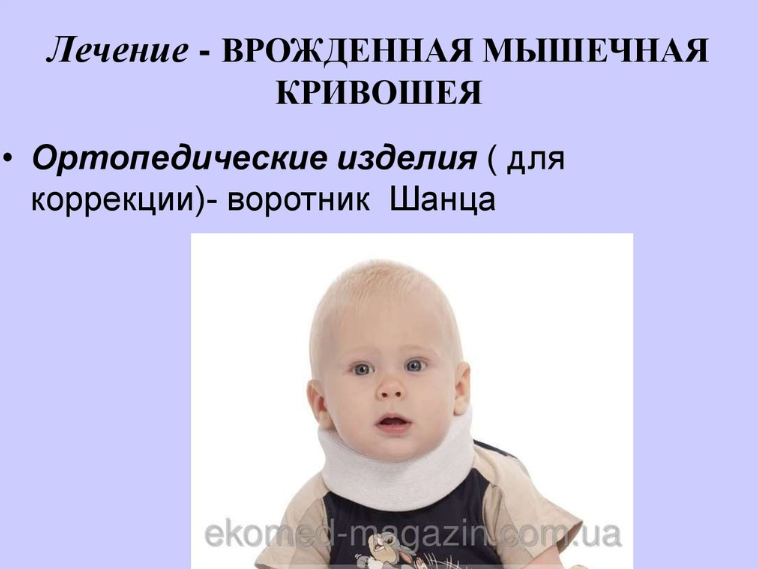 Лечение - ВРОЖДЕННАЯ МЫШЕЧНАЯ
КРИВОШЕЯ
• Ортопедические изделия ( для
коррекции)- воротник Шанца
ekomed-magazin.com.ua